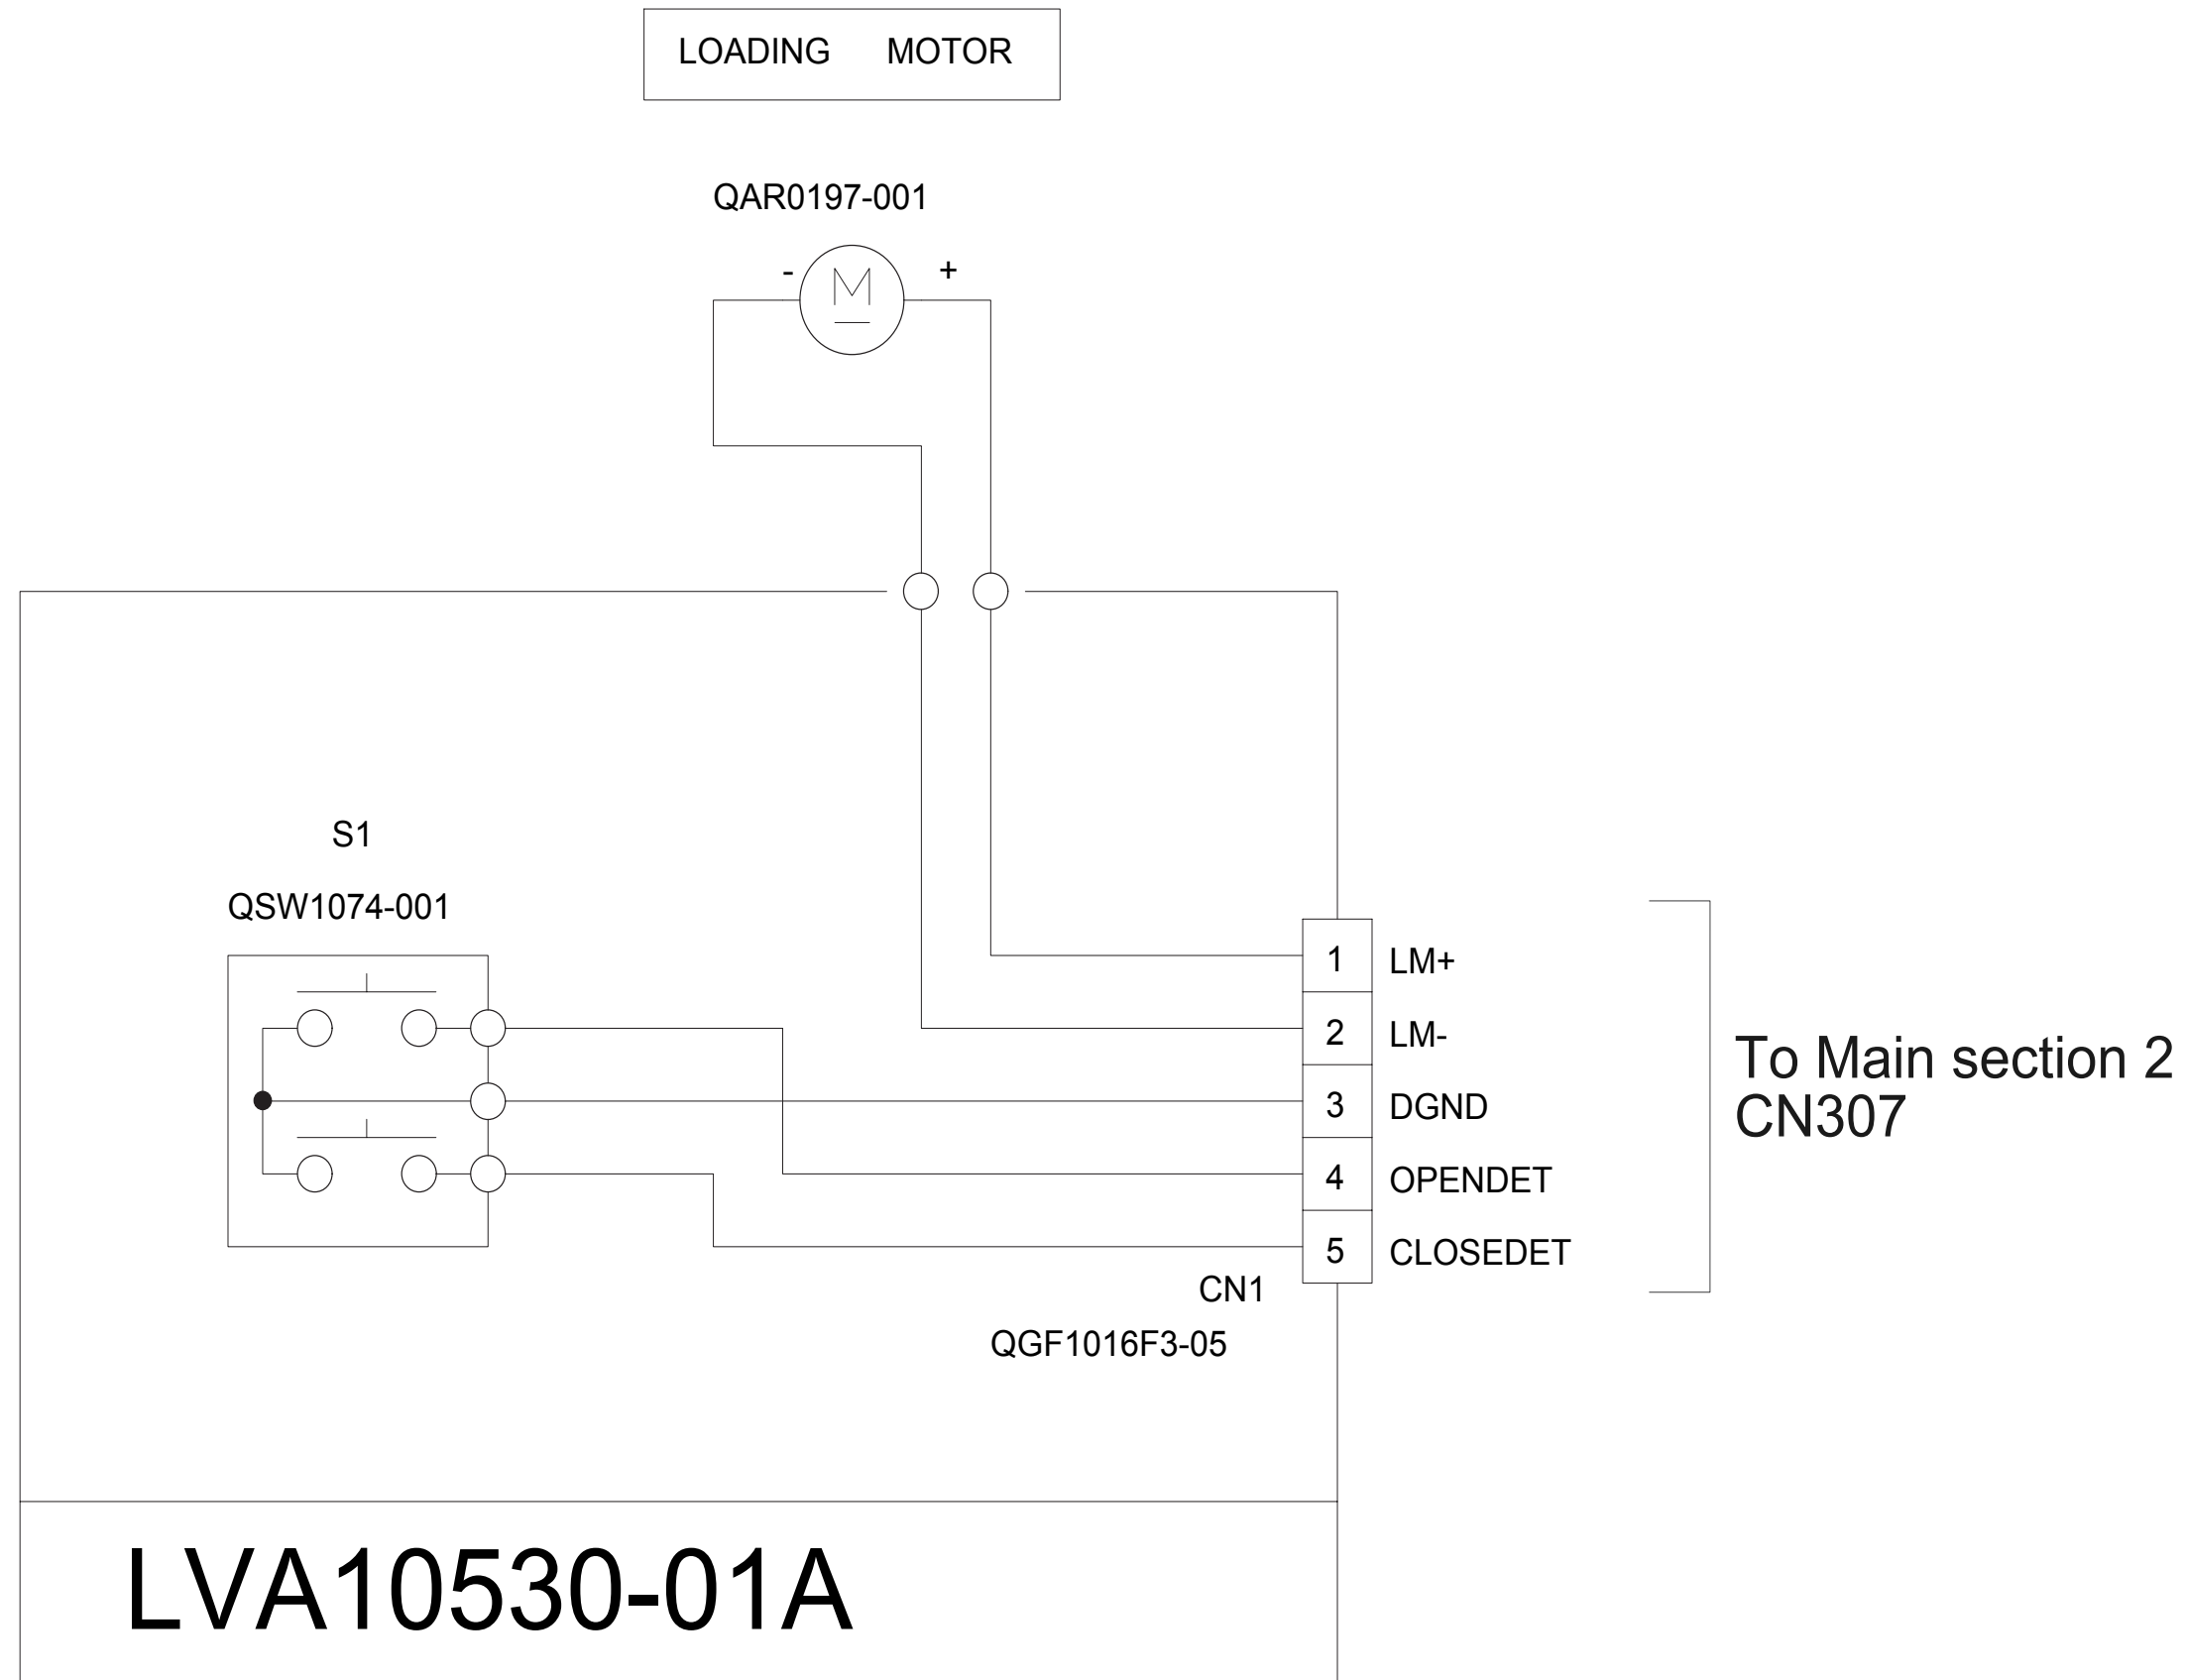 LOADING MOTOR
QAR0197-001
- M +
S1
QSW1074-001
1 LM+
2 LM-
3 DGND
4 OPENDET
5 CLOSEDET
To Main section 2
CN307
CN1
QGF1016F3-05
LVA10530-01A